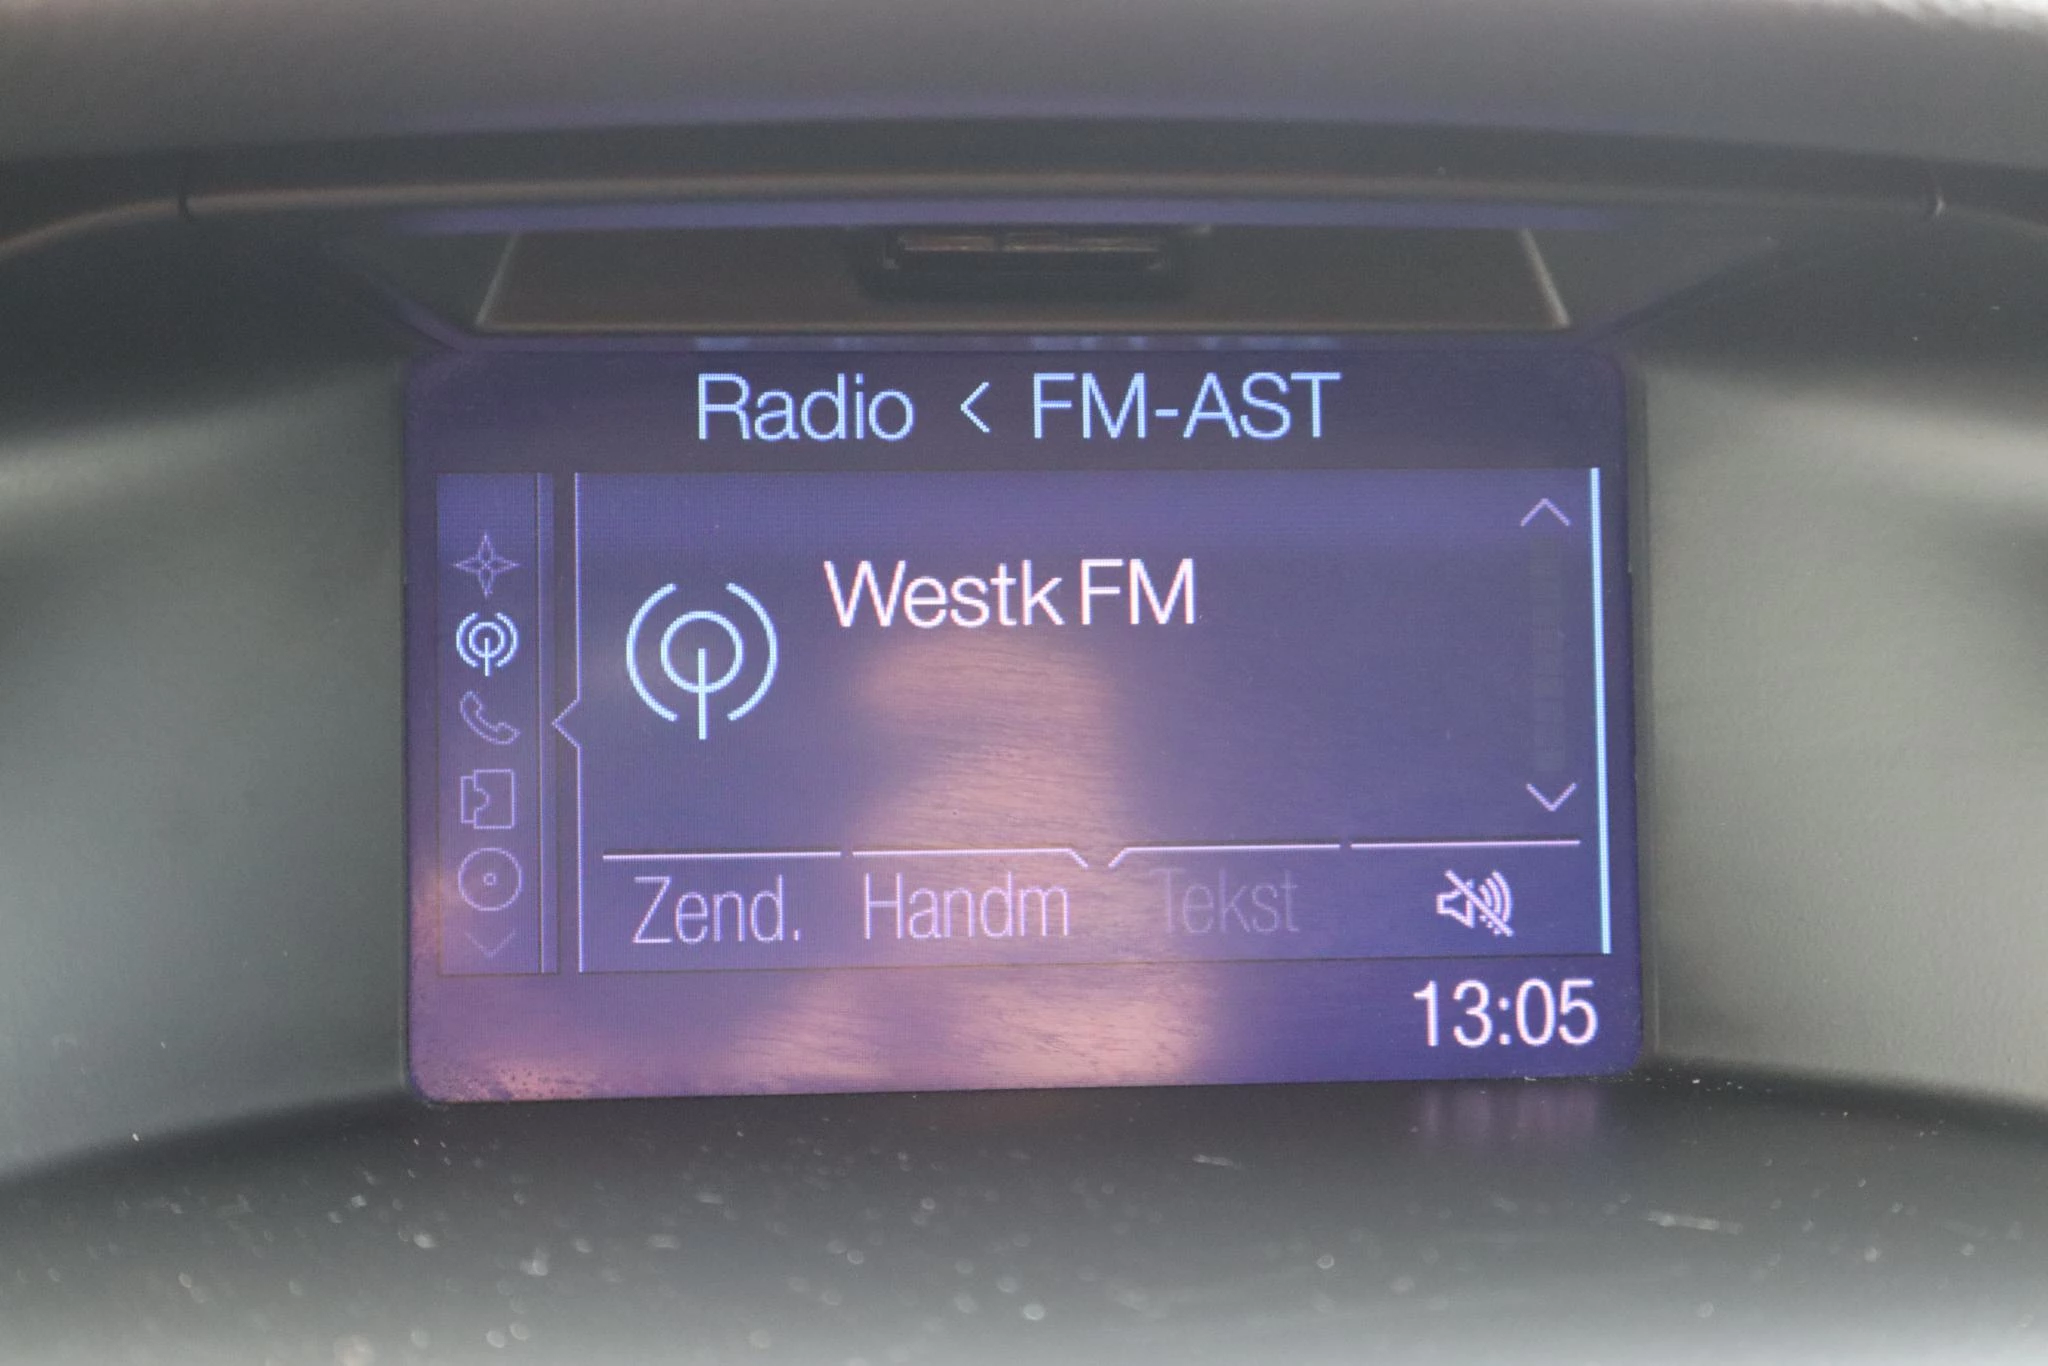 Radio < FM-AST
Westk FM
Zend. Handm Tekst
13:05